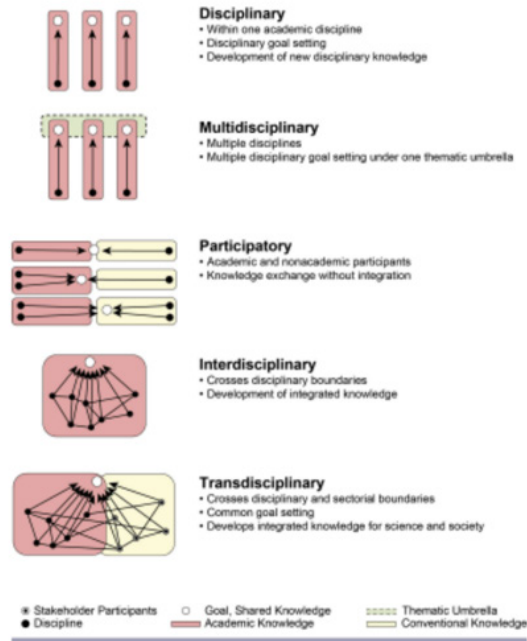 Disciplinary
• Within one academic discipline
• Disciplinary goal setting
• Development of new disciplinary knowledge
Multidisciplinary
• Multiple disciplines
• Multiple disciplinary goal setting under one thematic umbrella
Participatory
• Academic and nonacademic participants
• Knowledge exchange without integration
Interdisciplinary
• Crosses disciplinary boundaries
• Development of integrated knowledge
Transdisciplinary
• Crosses disciplinary and sectorial boundaries
• Common goal setting
• Develops integrated knowledge for science and society
Stakeholder Participants
Goal, Shared Knowledge
Thematic Umbrella
Discipline
Academic Knowledge
Conventional Knowledge